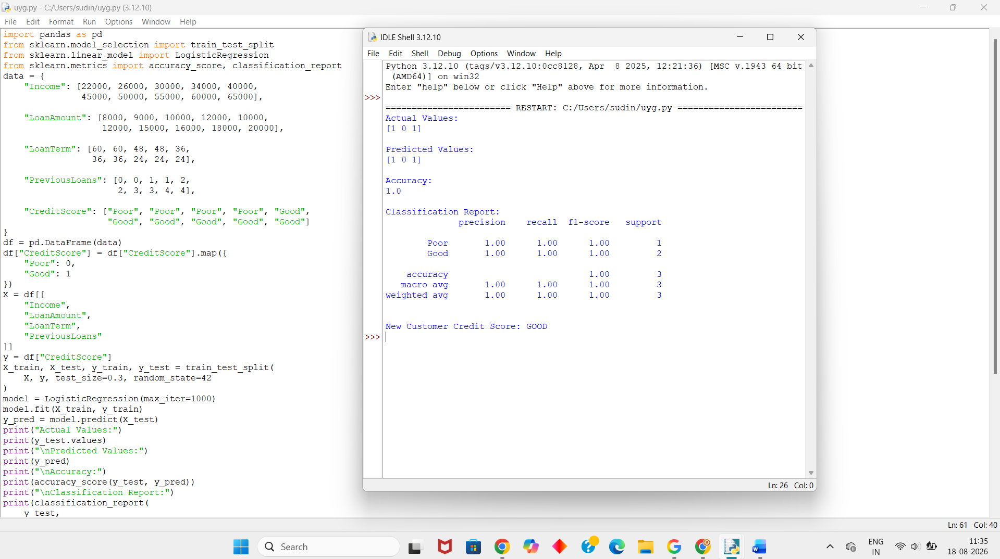 uyg.py - C:/Users/sudin/uyg.py (3.12.10)
File Edit Format Run Options Window Help
import pandas as pd
from sklearn.model_selection import train_test_split
from sklearn.linear_model import LogisticRegression
from sklearn.metrics import accuracy_score, classification_report
data = {
    "Income": [22000, 26000, 30000, 34000, 40000,
               45000, 50000, 55000, 60000, 65000],
    "LoanAmount": [8000, 9000, 10000, 12000, 10000,
                   12000, 15000, 16000, 18000, 20000],
    "LoanTerm": [60, 60, 48, 48, 36,
                 36, 36, 24, 24, 24],
    "PreviousLoans": [0, 0, 1, 1, 2,
                      2, 3, 3, 4, 4],
    "CreditScore": ["Poor", "Poor", "Poor", "Poor", "Good",
                    "Good", "Good", "Good", "Good", "Good"]
}
df = pd.DataFrame(data)
df["CreditScore"] = df["CreditScore"].map({
    "Poor": 0,
    "Good": 1
})
X = df[[
    "Income",
    "LoanAmount",
    "LoanTerm",
    "PreviousLoans"
]]
y = df["CreditScore"]
X_train, X_test, y_train, y_test = train_test_split(
    X, y, test_size=0.3, random_state=42
)
model = LogisticRegression(max_iter=1000)
model.fit(X_train, y_train)
y_pred = model.predict(X_test)
print("Actual Values:")
print(y_test.values)
print("\nPredicted Values:")
print(y_pred)
print("\nAccuracy:")
print(accuracy_score(y_test, y_pred))
print("\nClassification Report:")
print(classification_report(
    y_test,
Ln: 61 Col: 40
IDLE Shell 3.12.10
File Edit Shell Debug Options Window Help
Python 3.12.10 (tags/v3.12.10:0cc8128, Apr  8 2025, 12:21:36) [MSC v.1943 64 bit
 (AMD64)] on win32
Enter "help" below or click "Help" above for more information.
>>>
======================== RESTART: C:/Users/sudin/uyg.py ========================
Actual Values:
[1 0 1]
Predicted Values:
[1 0 1]
Accuracy:
1.0
Classification Report:
              precision    recall  f1-score   support
        Poor       1.00      1.00      1.00         1
        Good       1.00      1.00      1.00         2
    accuracy                           1.00         3
   macro avg       1.00      1.00      1.00         3
weighted avg       1.00      1.00      1.00         3
New Customer Credit Score: GOOD
>>>
Ln: 26 Col: 0
Search
ENG
IN
11:35
18-08-2026